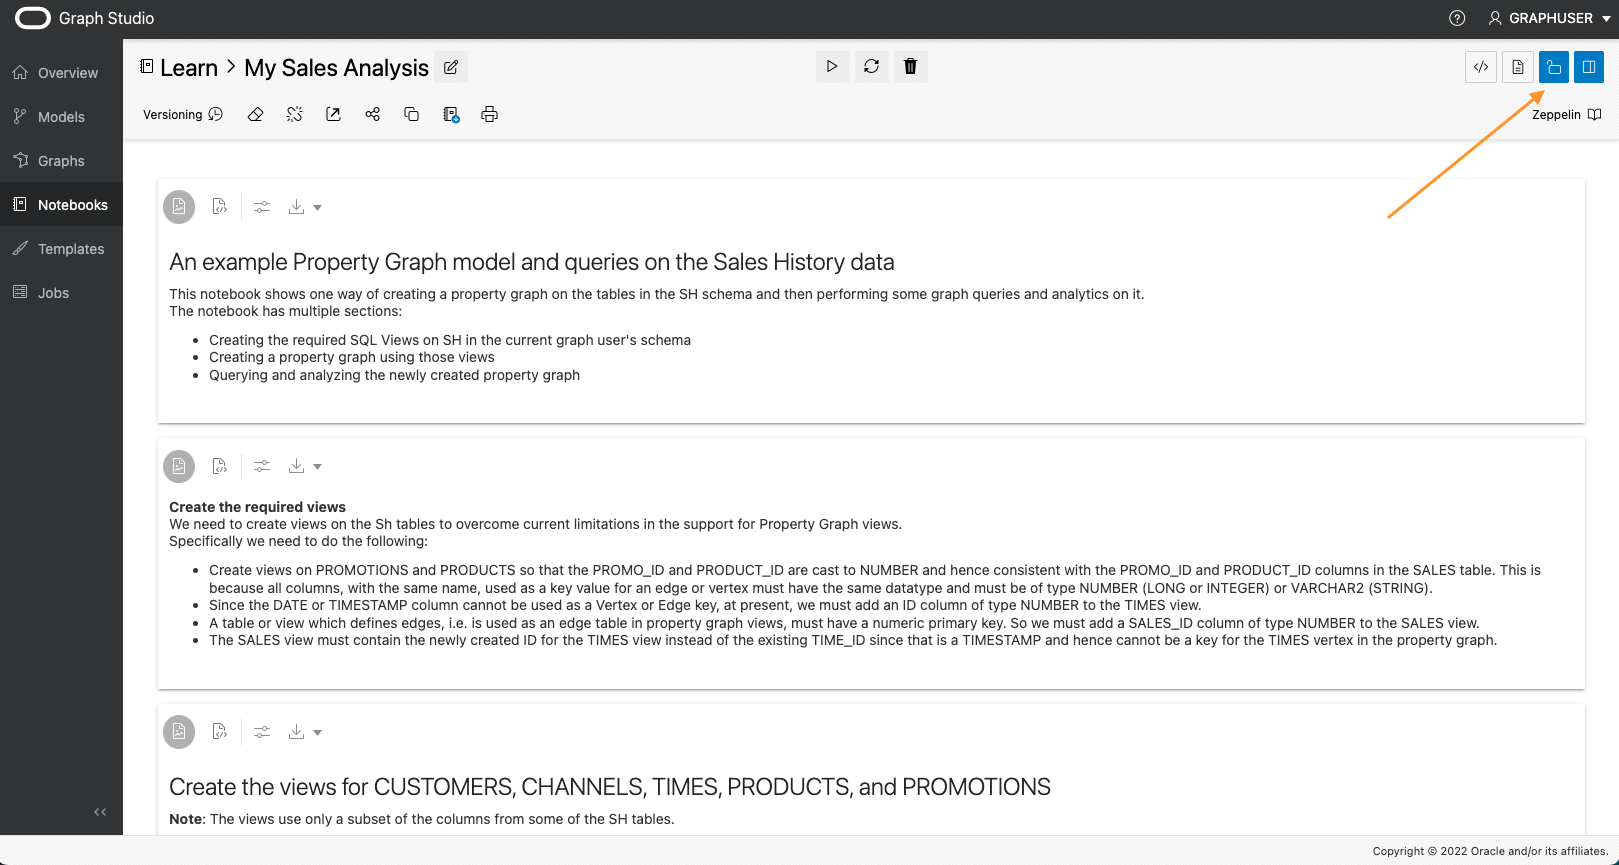 Graph Studio
GRAPHUSER
Overview
Models
Graphs
Notebooks
Templates
Jobs
Learn > My Sales Analysis
Versioning
Zeppelin
An example Property Graph model and queries on the Sales History data
This notebook shows one way of creating a property graph on the tables in the SH schema and then performing some graph queries and analytics on it.
The notebook has multiple sections:
• Creating the required SQL Views on SH in the current graph user's schema
• Creating a property graph using those views
• Querying and analyzing the newly created property graph
Create the required views
We need to create views on the Sh tables to overcome current limitations in the support for Property Graph views.
Specifically we need to do the following:
• Create views on PROMOTIONS and PRODUCTS so that the PROMO_ID and PRODUCT_ID are cast to NUMBER and hence consistent with the PROMO_ID and PRODUCT_ID columns in the SALES table. This is
because all columns, with the same name, used as a key value for an edge or vertex must have the same datatype and must be of type NUMBER (LONG or INTEGER) or VARCHAR2 (STRING).
• Since the DATE or TIMESTAMP column cannot be used as a Vertex or Edge key, at present, we must add an ID column of type NUMBER to the TIMES view.
• A table or view which defines edges, i.e. is used as an edge table in property graph views, must have a numeric primary key. So we must add a SALES_ID column of type NUMBER to the SALES view.
• The SALES view must contain the newly created ID for the TIMES view instead of the existing TIME_ID since that is a TIMESTAMP and hence cannot be a key for the TIMES vertex in the property graph.
Create the views for CUSTOMERS, CHANNELS, TIMES, PRODUCTS, and PROMOTIONS
Note: The views use only a subset of the columns from some of the SH tables.
Copyright © 2022 Oracle and/or its affiliates.